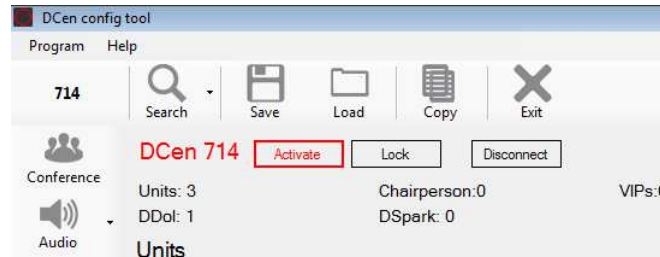 DCen config tool
Program Help
714
Search Save Load Copy Exit
Conference
Audio
DCen 714 Activate Lock Disconnect
Units: 3 Chairperson:0 VIPs:
DDol: 1 DSpark: 0
Units